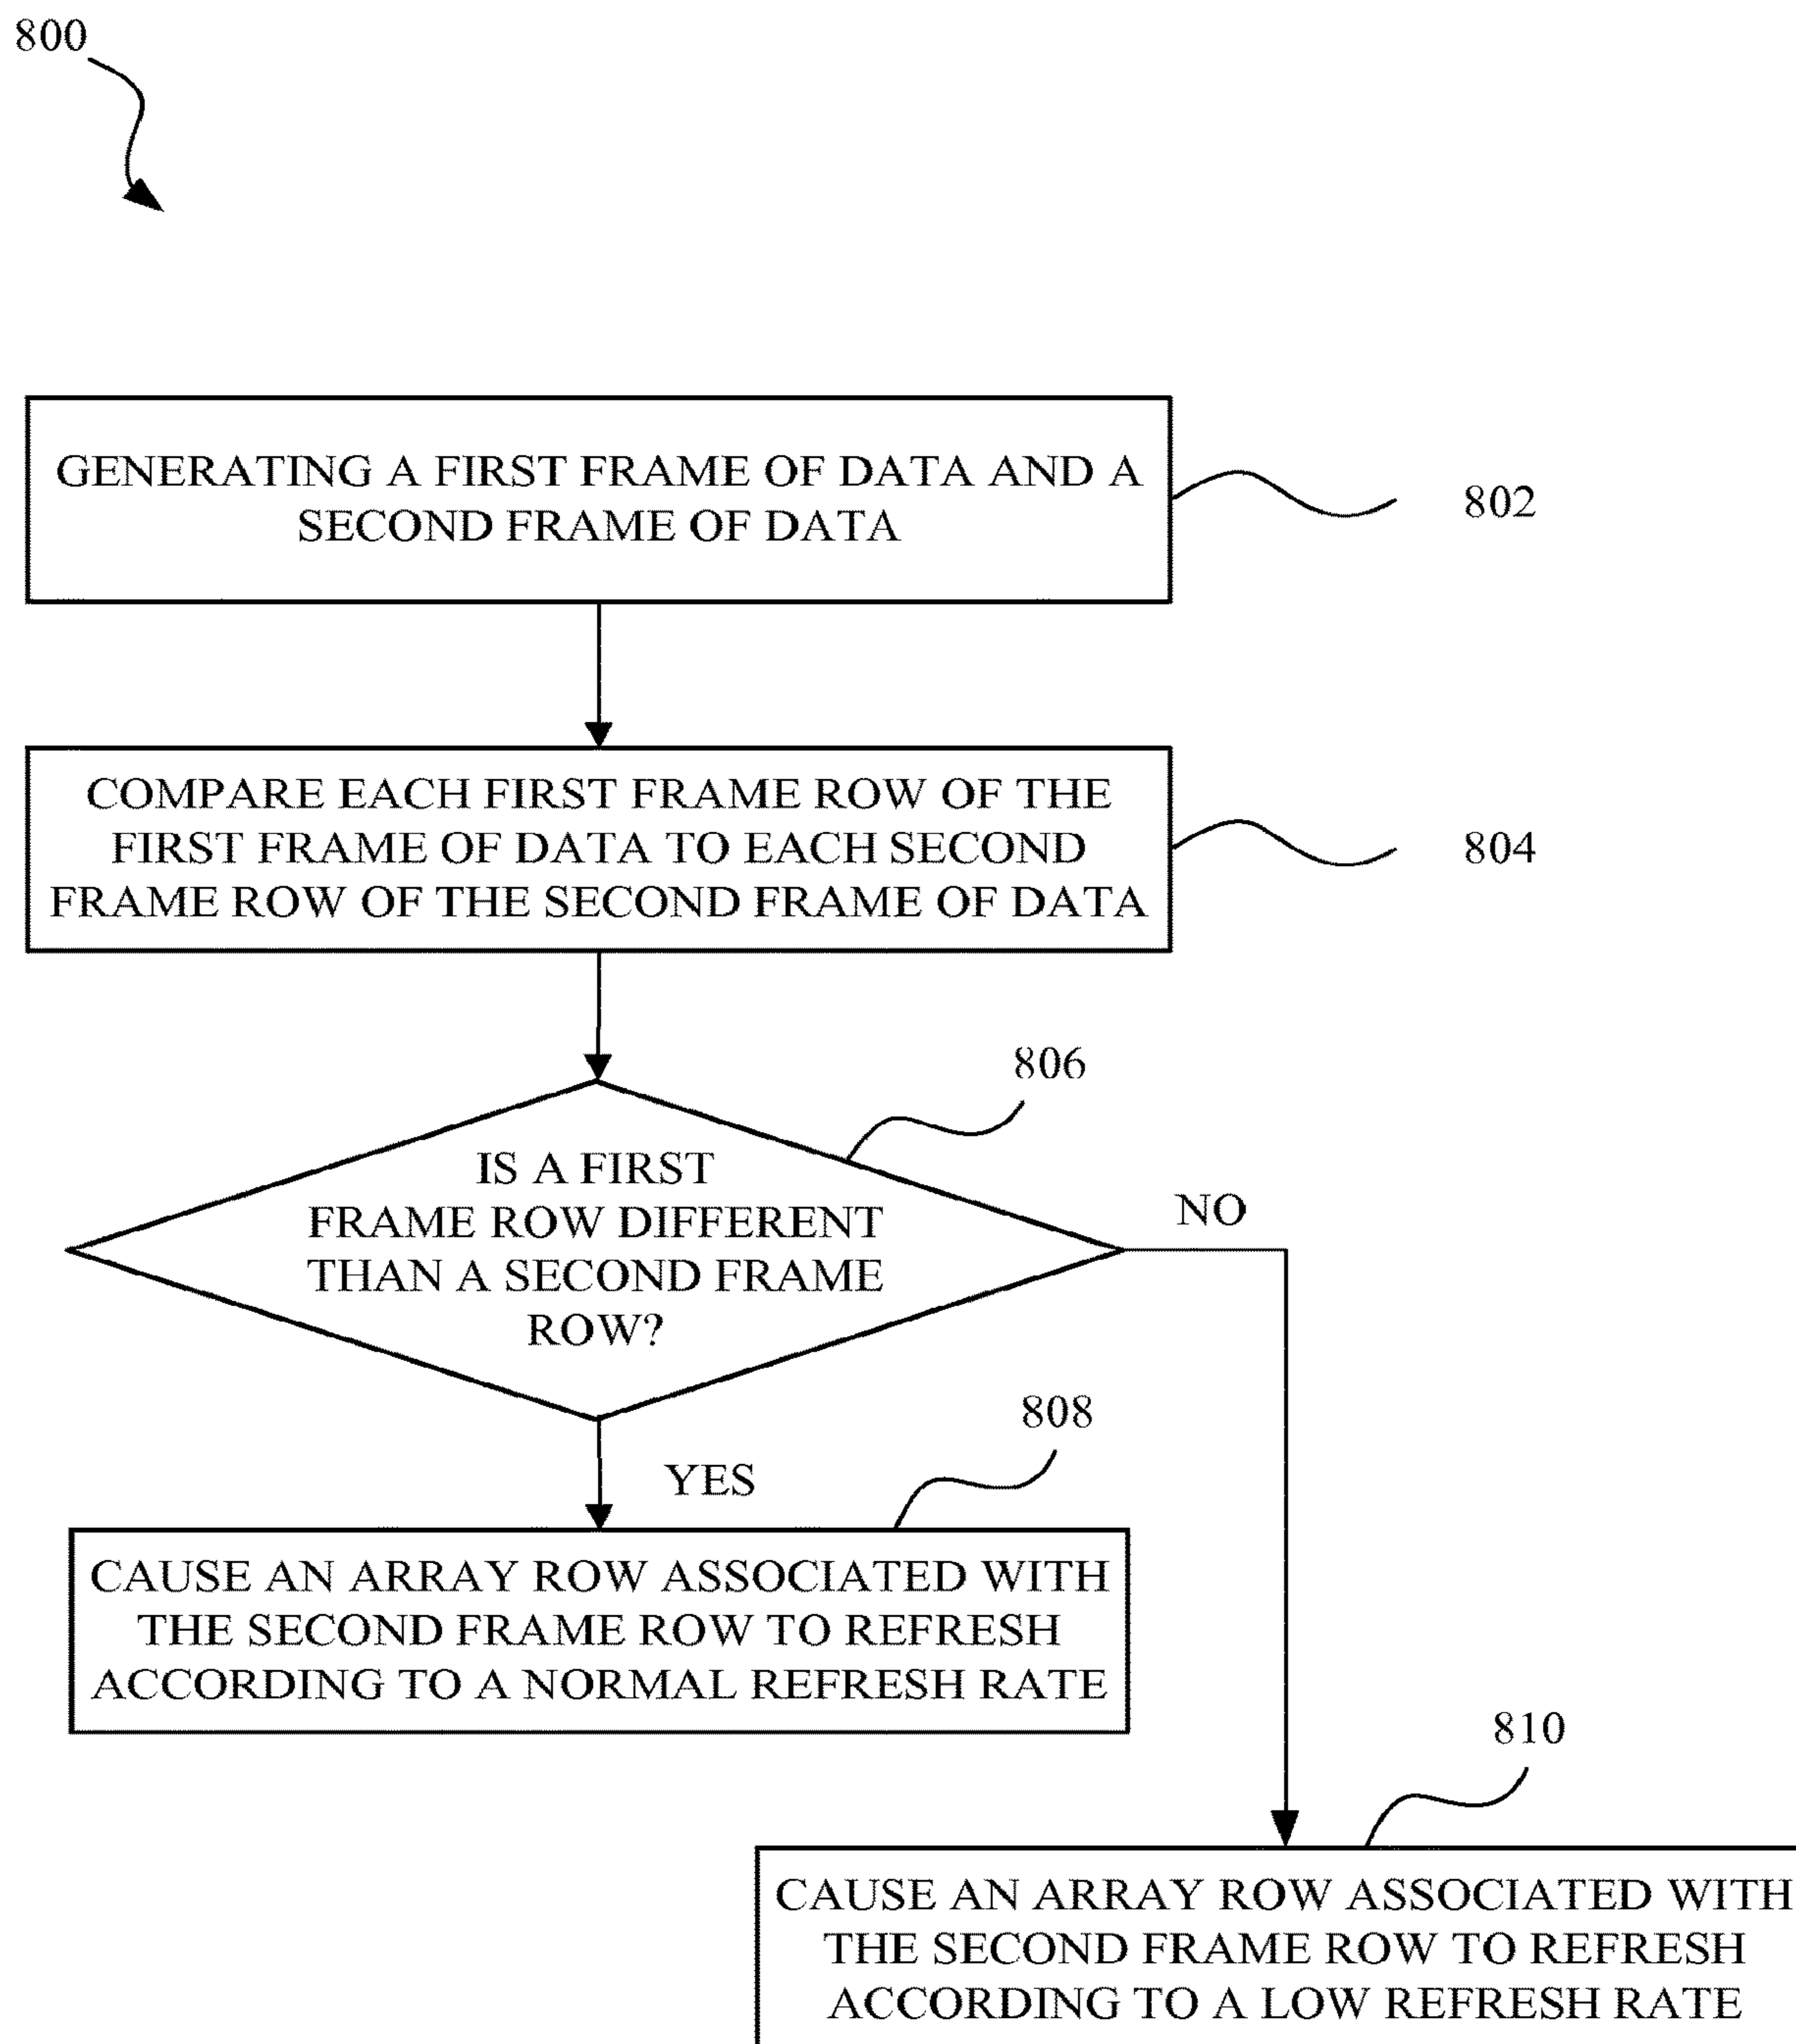 800
GENERATING A FIRST FRAME OF DATA AND A
SECOND FRAME OF DATA
802
COMPARE EACH FIRST FRAME ROW OF THE
FIRST FRAME OF DATA TO EACH SECOND
FRAME ROW OF THE SECOND FRAME OF DATA
804
806
IS A FIRST
FRAME ROW DIFFERENT
THAN A SECOND FRAME
ROW?
NO
YES
808
CAUSE AN ARRAY ROW ASSOCIATED WITH
THE SECOND FRAME ROW TO REFRESH
ACCORDING TO A NORMAL REFRESH RATE
810
CAUSE AN ARRAY ROW ASSOCIATED WITH
THE SECOND FRAME ROW TO REFRESH
ACCORDING TO A LOW REFRESH RATE